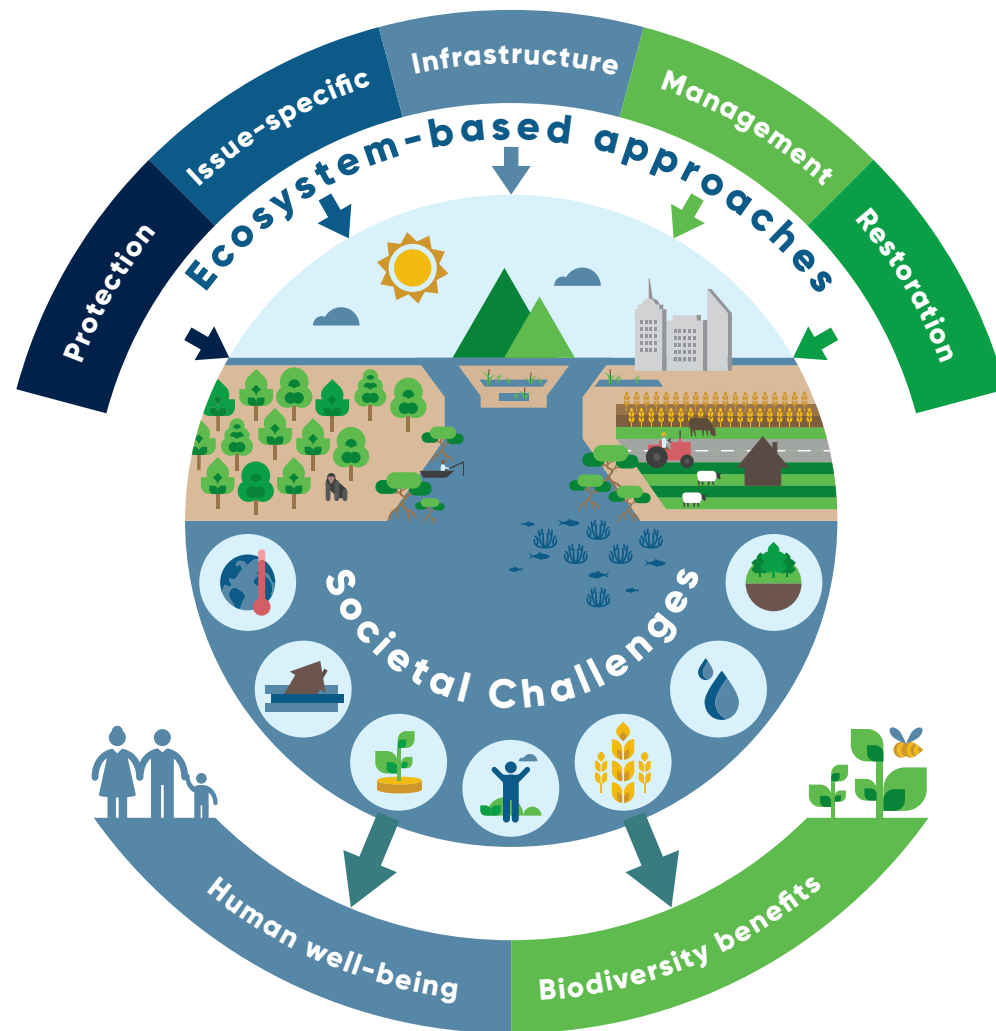 Protection
Issue-specific
Infrastructure
Management
Restoration
Ecosystem-based approaches
Societal Challenges
Human well-being
Biodiversity benefits